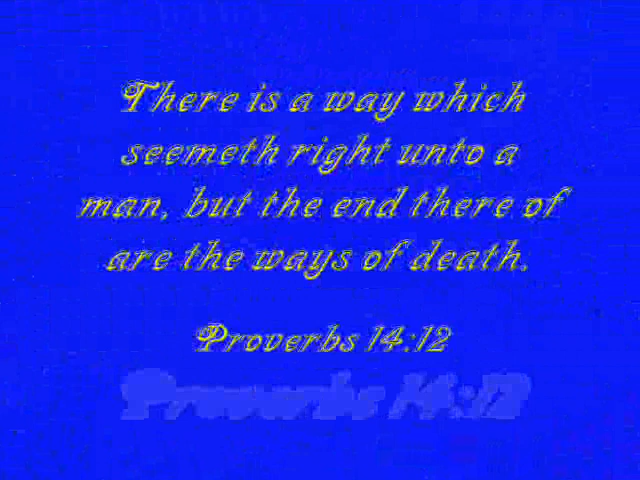 There is a way which
seemeth right unto a
man, but the end there of
are the ways of death.
Proverbs 14:12
Proverbs 14:12